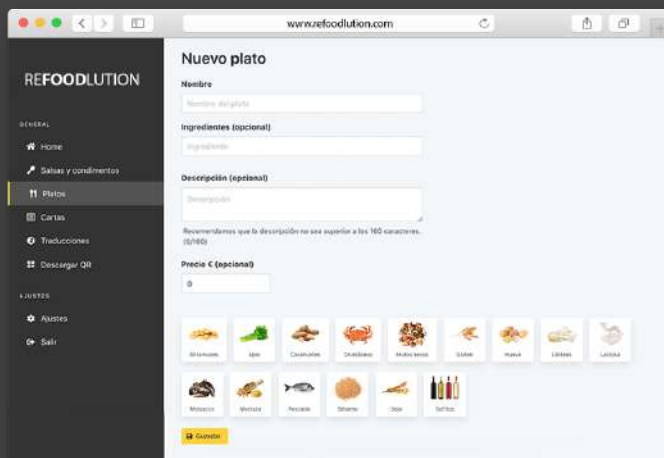 www.refoodlution.com
REFOODLUTION
GENERAL
Home
Salsas y condimentos
Platos
Cartas
Traducciones
Descargar QR
AJUSTES
Ajustes
Salir
Nuevo plato
Nombre
Nombre del plato
Ingredientes (opcional)
Ingrediente
Descripción (opcional)
Descripción
Recomendamos que la descripción no sea superior a los 160 caracteres.
(0/160)
Precio € (opcional)
0
Altramuces Apio Cacahuetes Crustáceos Frutos secos Gluten Huevo Lácteos Lactosa
Moluscos Mostaza Pescado Sésamo Soja Sulfitos
Guardar